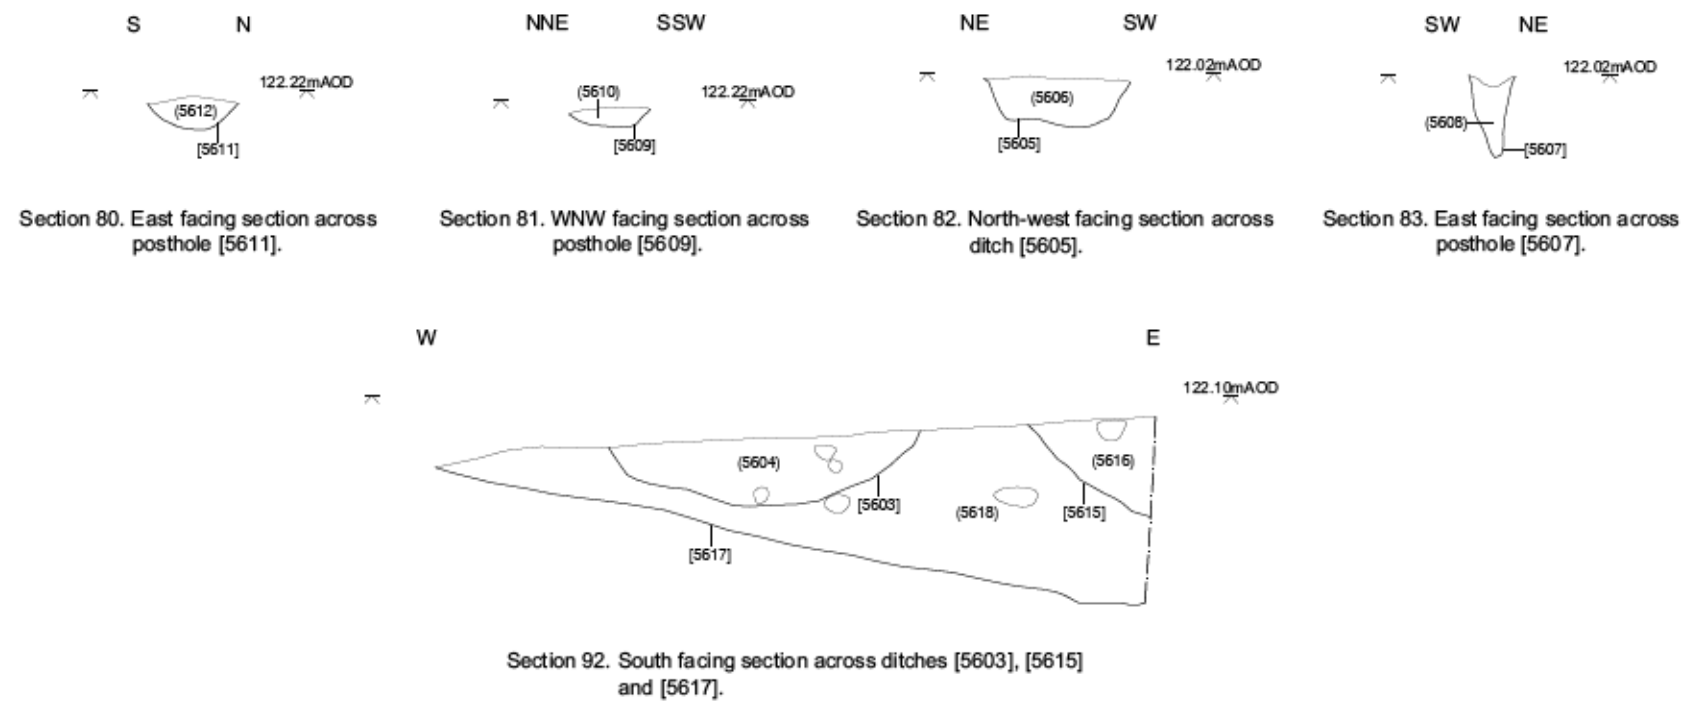 S N
NNE SSW
NE SW
SW NE
122.22mAOD
(5612)
[5611]
(5610)
122.22mAOD
[5609]
122.02mAOD
(5606)
[5605]
122.02mAOD
(5608)
[5607]
Section 80. East facing section across
posthole [5611].
Section 81. WNW facing section across
posthole [5609].
Section 82. North-west facing section across
ditch [5605].
Section 83. East facing section across
posthole [5607].
W E
122.10mAOD
(5604)
[5603]
(5618)
(5616)
[5615]
[5617]
Section 92. South facing section across ditches [5603], [5615]
and [5617].